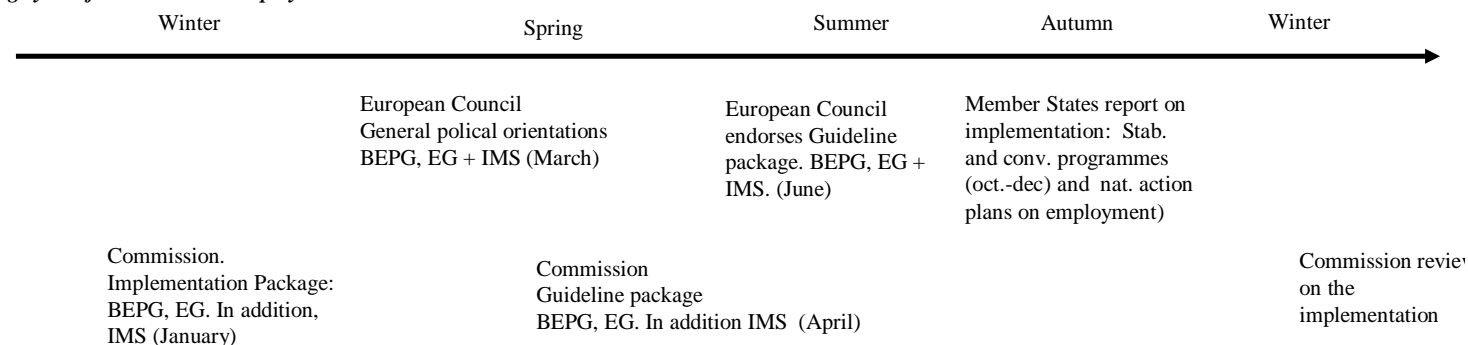 Winter
Spring
Summer
Autumn
Winter
European Council
General polical orientations
BEPG, EG + IMS (March)
European Council
endorses Guideline
package. BEPG, EG +
IMS. (June)
Member States report on
implementation:  Stab.
and conv. programmes
(oct.-dec) and  nat. action
plans on employment)
Commission.
Implementation Package:
BEPG, EG. In addition,
IMS (January)
Commission
Guideline package
BEPG, EG. In addition IMS  (April)
Commission review
on the
implementation